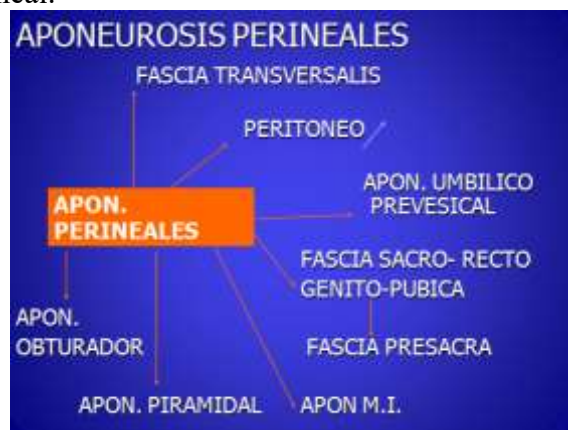 APONEUROSIS PERINEALES
FASCIA TRANSVERSALIS
PERITONEO
APON. UMBILICO
PREVESICAL
APON.
PERINEALES
FASCIA SACRO- RECTO
GENITO-PUBICA
APON.
OBTURADOR
FASCIA PRESACRA
APON. PIRAMIDAL
APON M.I.